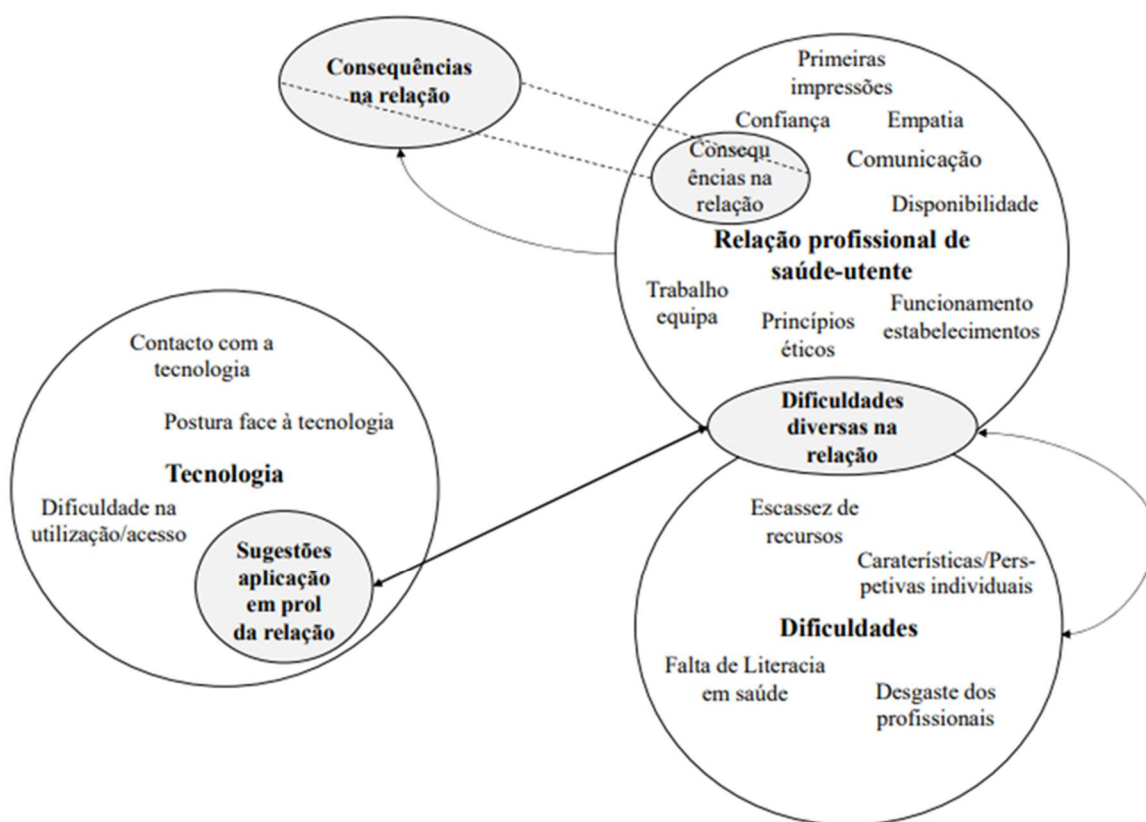 Consequências
na relação
Primeiras
impressões
Confiança
Empatia
Consequ
ências na
relação
Comunicação
Disponibilidade
Relação profissional de
saúde-utente
Trabalho
equipa
Princípios
éticos
Funcionamento
estabelecimentos
Dificuldades
diversas na
relação
Contacto com a
tecnologia
Postura face à tecnologia
Tecnologia
Dificuldade na
utilização/acesso
Sugestões
aplicação
em prol
da relação
Escassez de
recursos
Caraterísticas/Pers-
petivas individuais
Dificuldades
Falta de Literacia
em saúde
Desgaste dos
profissionais